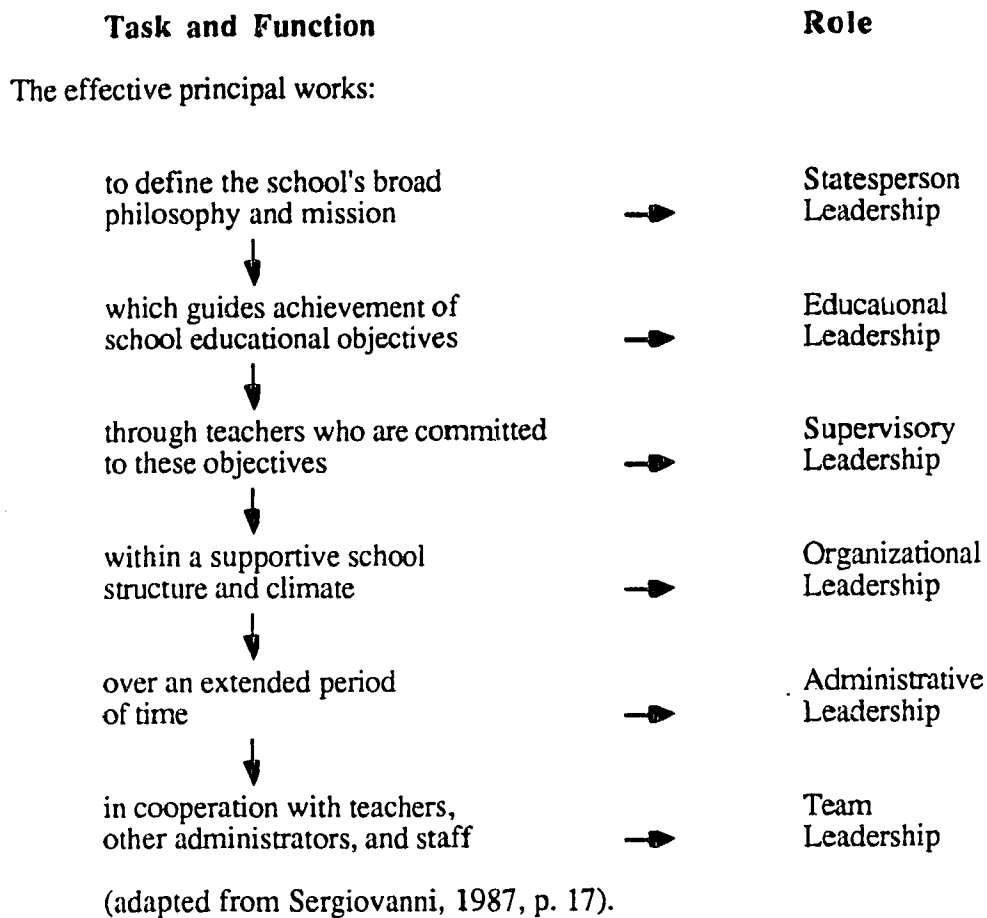 Task and Function Role
The effective principal works:
to define the school's broad Statesperson
philosophy and mission Leadership
which guides achievement of Educational
school educational objectives Leadership
through teachers who are committed Supervisory
to these objectives Leadership
within a supportive school Organizational
structure and climate Leadership
over an extended period Administrative
of time Leadership
in cooperation with teachers, Team
other administrators, and staff Leadership
(adapted from Sergiovanni, 1987, p. 17).